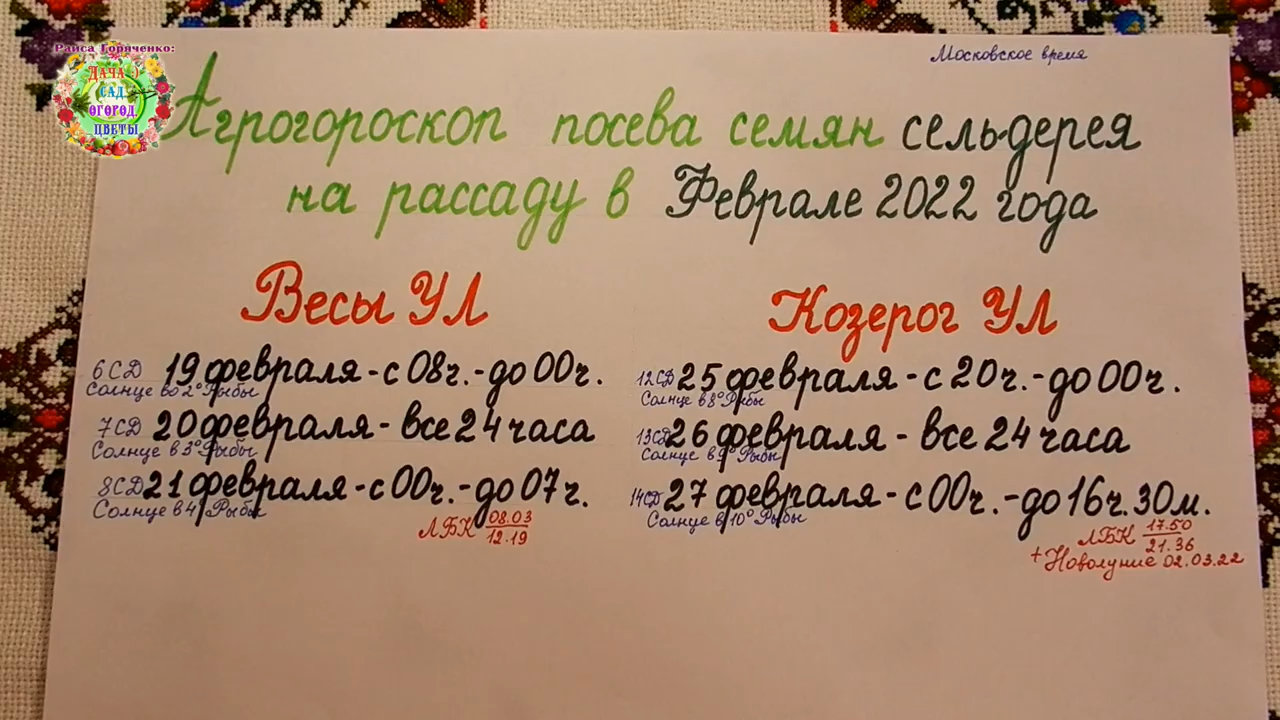 Раиса Горяченко:
ДАЧА :)
САД,
ОГОРОД,
ЦВЕТЫ
Московское время
Агрогороскоп посева семян сельдерея
на рассаду в Феврале 2022 года
Весы УЛ
6СД 19 февраля - с 08ч. - до 00ч.
Солнце во 2° Рыбы
7СД 20 февраля - все 24 часа
Солнце в 3° Рыбы
8СД 21 февраля - с 00ч. - до 07ч.
Солнце в 4° Рыбы
ЛБК 08.03
12.19
Козерог УЛ
12СД 25 февраля - с 20ч. - до 00ч.
Солнце в 8° Рыбы
13СД 26 февраля - все 24 часа
Солнце в 9° Рыбы
14СД 27 февраля - с 00ч. - до 16ч. 30м.
Солнце в 10° Рыбы
ЛБК 17.50
21.36
+ Новолуние 02.03.22